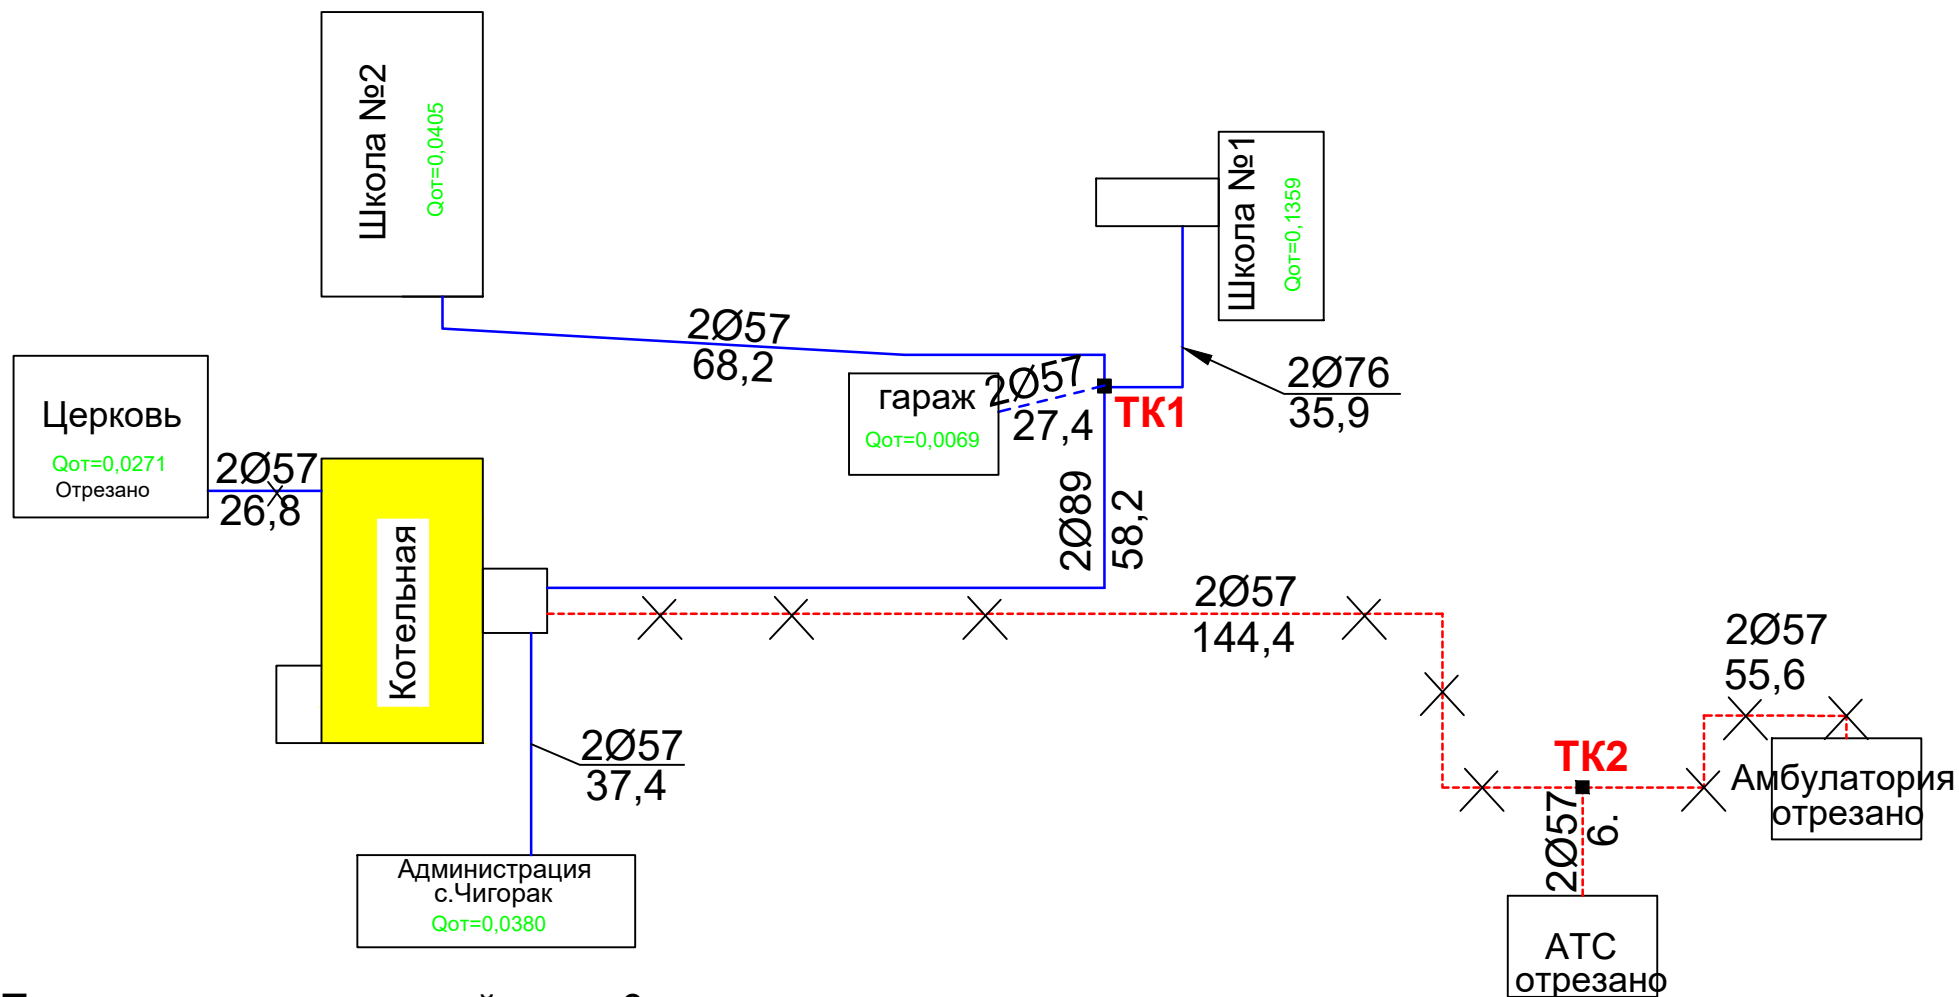 Школа №2
Qот=0,0405
Школа №1
Qот=0,1359
2Ø57
68,2
2Ø76
35,9
гараж
Qот=0,0069
2Ø57
27,4
ТК1
Церковь
Qот=0,0271
Отрезано
2Ø57
26,8
Котельная
2Ø89
58,2
2Ø57
144,4
2Ø57
55,6
2Ø57
37,4
ТК2
Амбулатория
отрезано
2Ø57
6.
Администрация
с.Чигорак
Qот=0,0380
АТС
отрезано